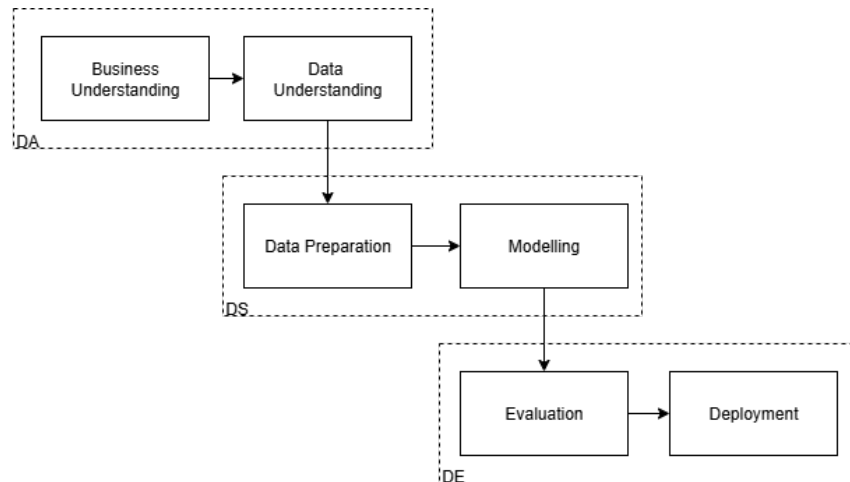 Business
Understanding
Data
Understanding
DA
Data Preparation
Modelling
DS
Evaluation
Deployment
DE